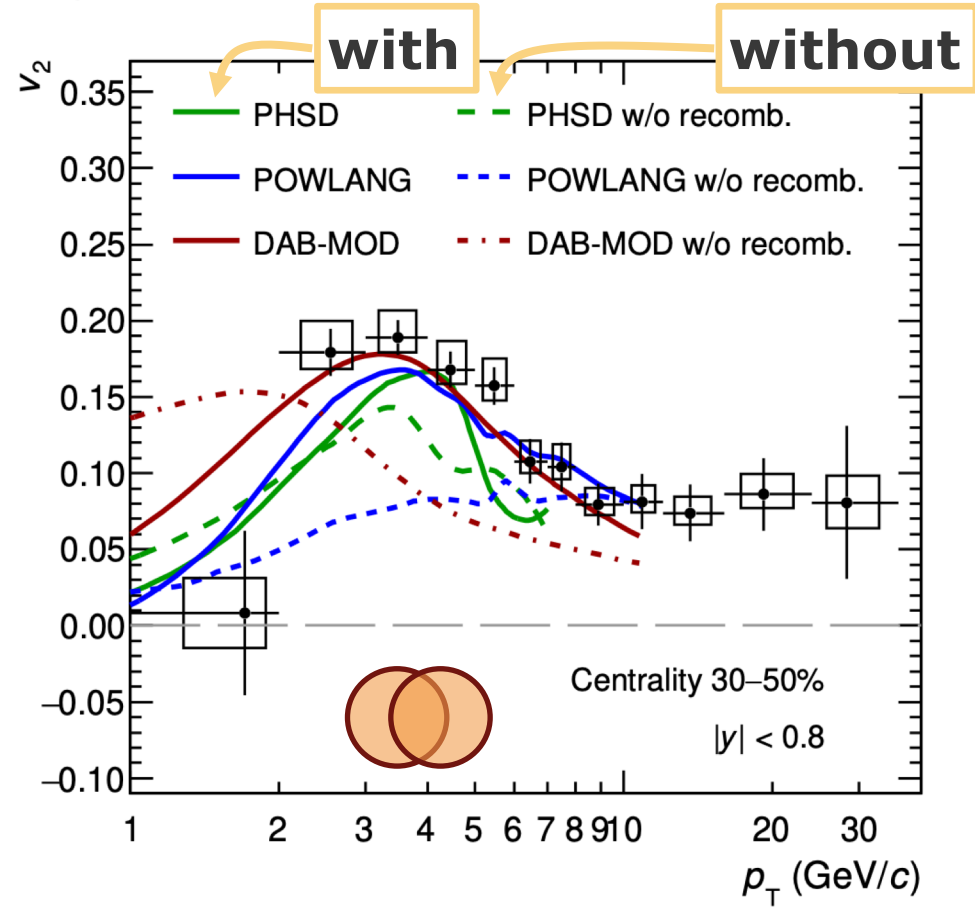 with without
v2
PHSD PHSD w/o recomb.
POWLANG POWLANG w/o recomb.
DAB-MOD DAB-MOD w/o recomb.
0.35
0.30
0.25
0.20
0.15
0.10
0.05
0.00
−0.05
−0.10
Centrality 30–50%
|y| < 0.8
1 2 3 4 5 6 7 8 9 10 20 30
pT (GeV/c)